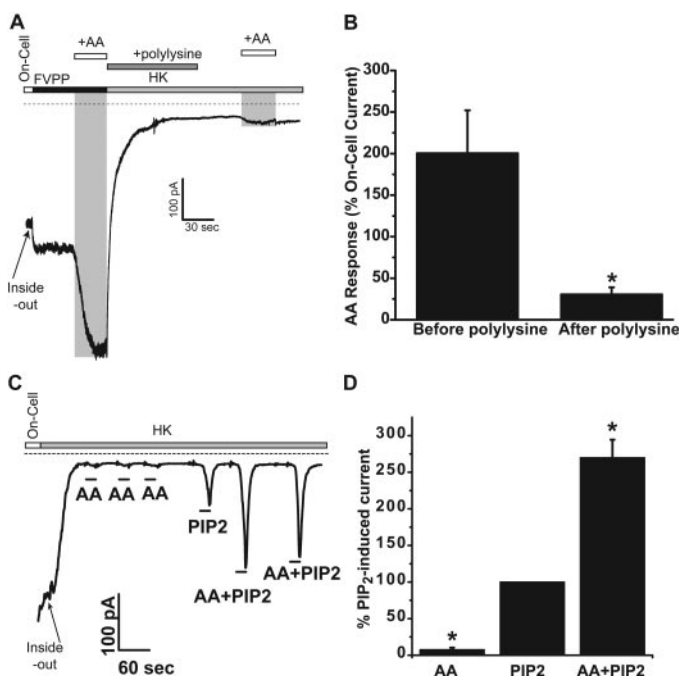 A
On-Cell
+AA
+polylysine
+AA
FVPP
HK
100 pA
30 sec
Inside
-out
B
AA Response (% On-Cell Current)
300
250
200
150
100
50
0
*
Before polylysine
After polylysine
C
On-Cell
HK
AA
AA
AA
PIP2
AA+PIP2
AA+PIP2
100 pA
60 sec
Inside
-out
D
% PIP₂-induced current
300
250
200
150
100
50
0
*
*
AA
PIP2
AA+PIP2